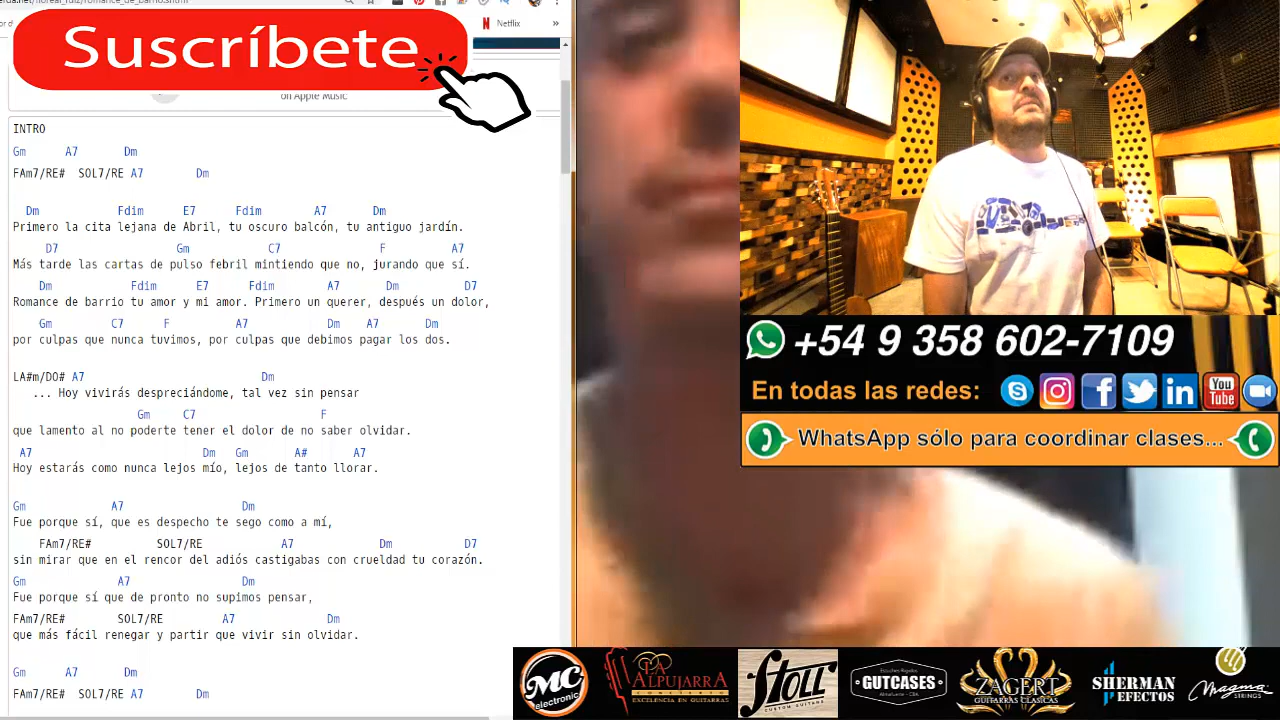 Netflix
Suscríbete
on Apple Music
INTRO
Gm A7 Dm
FAm7/RE# SOL7/RE A7 Dm
Dm Fdim E7 Fdim A7 Dm
Primero la cita lejana de Abril, tu oscuro balcón, tu antiguo jardín.
D7 Gm C7 F A7
Más tarde las cartas de pulso febril mintiendo que no, jurando que sí.
Dm Fdim E7 Fdim A7 Dm D7
Romance de barrio tu amor y mi amor. Primero un querer, después un dolor,
Gm C7 F A7 Dm A7 Dm
por culpas que nunca tuvimos, por culpas que debimos pagar los dos.
LA#m/DO# A7 Dm
... Hoy vivirás despreciándome, tal vez sin pensar
Gm C7 F
que lamento al no poderte tener el dolor de no saber olvidar.
A7 Dm Gm A# A7
Hoy estarás como nunca lejos mío, lejos de tanto llorar.
Gm A7 Dm
Fue porque sí, que es despecho te sego como a mí,
FAm7/RE# SOL7/RE A7 Dm D7
sin mirar que en el rencor del adiós castigabas con crueldad tu corazón.
Gm A7 Dm
Fue porque sí que de pronto no supimos pensar,
FAm7/RE# SOL7/RE A7 Dm
que más fácil renegar y partir que vivir sin olvidar.
Gm A7 Dm
FAm7/RE# SOL7/RE A7 Dm
+54 9 358 602-7109
En todas las redes:
in
You
Tube
WhatsApp sólo para coordinar clases...
MC
electronic
LA
ALPUJARRA
EXCELENCIA EN GUITARRAS
STOLL
CUSTOM GUITARS
GUTCASES
ZAGERT
GUITARRAS CLASICAS
SHERMAN
EFECTOS
Magma
STRINGS